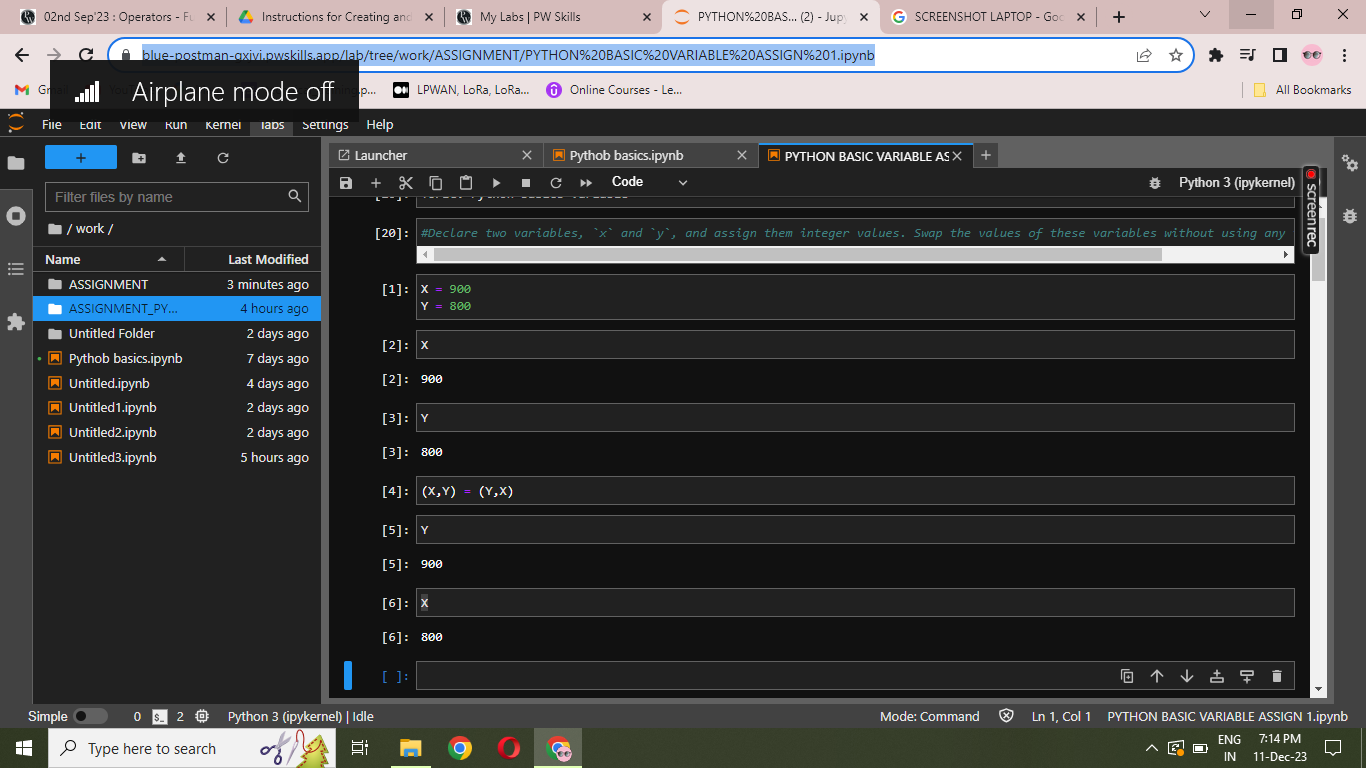 02nd Sep'23 : Operators - Fu
Instructions for Creating and
My Labs | PW Skills
PYTHON%20BAS... (2) - Jup
SCREENSHOT LAPTOP - Goo
blue-postman-qxivj.pwskills.app/lab/tree/work/ASSIGNMENT/PYTHON%20BASIC%20VARIABLE%20ASSIGN%201.ipynb
Airplane mode off
LPWAN, LoRa, LoRa...
Online Courses - Le...
All Bookmarks
File Edit View Run Kernel Tabs Settings Help
Launcher
Pythob basics.ipynb
PYTHON BASIC VARIABLE AS
Filter files by name
Code
Python 3 (ipykernel)
screenrec
/ work /
Name Last Modified
ASSIGNMENT 3 minutes ago
ASSIGNMENT_PY... 4 hours ago
Untitled Folder 2 days ago
Pythob basics.ipynb 7 days ago
Untitled.ipynb 4 days ago
Untitled1.ipynb 2 days ago
Untitled2.ipynb 2 days ago
Untitled3.ipynb 5 hours ago
[20]: #Declare two variables, `x` and `y`, and assign them integer values. Swap the values of these variables without using any
[1]: X = 900
Y = 800
[2]: X
[2]: 900
[3]: Y
[3]: 800
[4]: (X,Y) = (Y,X)
[5]: Y
[5]: 900
[6]: X
[6]: 800
[ ]:
Simple 0 $_ 2 Python 3 (ipykernel) | Idle
Mode: Command Ln 1, Col 1 PYTHON BASIC VARIABLE ASSIGN 1.ipynb
Type here to search
ENG
IN
7:14 PM
11-Dec-23